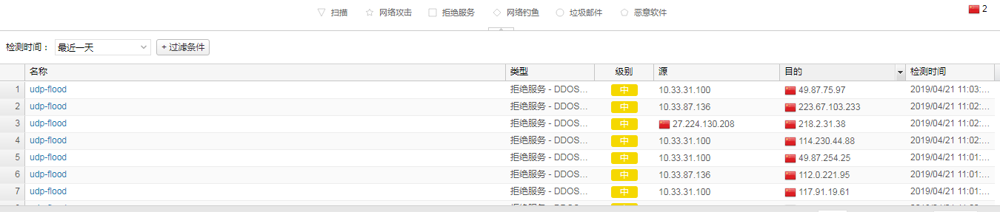 扫描 网络攻击 拒绝服务 网络钓鱼 垃圾邮件 恶意软件 2
检测时间： 最近一天 + 过滤条件
名称 类型 级别 源 目的 检测时间
1 udp-flood 拒绝服务 - DDOS... 中 10.33.31.100 49.87.75.97 2019/04/21 11:03:...
2 udp-flood 拒绝服务 - DDOS... 中 10.33.87.136 223.67.103.233 2019/04/21 11:02:...
3 udp-flood 拒绝服务 - DDOS... 中 27.224.130.208 218.2.31.38 2019/04/21 11:02:...
4 udp-flood 拒绝服务 - DDOS... 中 10.33.31.100 114.230.44.88 2019/04/21 11:02:...
5 udp-flood 拒绝服务 - DDOS... 中 10.33.31.100 49.87.254.25 2019/04/21 11:01:...
6 udp-flood 拒绝服务 - DDOS... 中 10.33.87.136 112.0.221.95 2019/04/21 11:01:...
7 udp-flood 拒绝服务 - DDOS... 中 10.33.31.100 117.91.19.61 2019/04/21 11:01:...